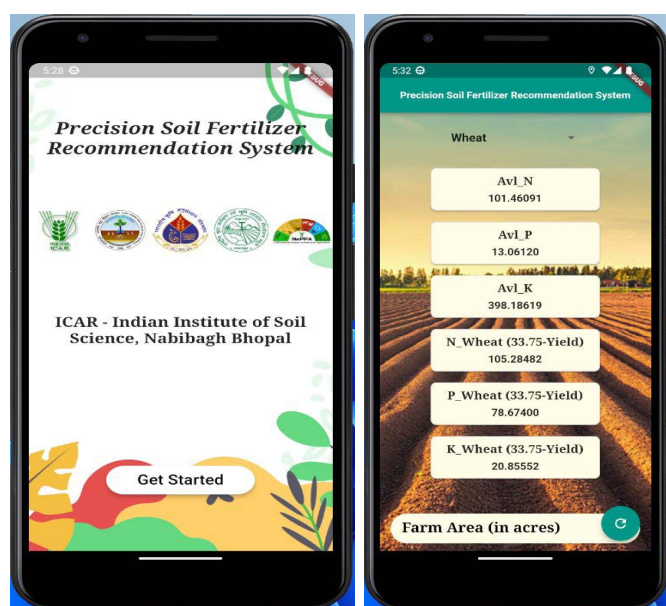 5:28
Precision Soil Fertilizer
Recommendation System
ICAR
NePPA
ICAR - Indian Institute of Soil
Science, Nabibagh Bhopal
Get Started
5:32
Precision Soil Fertilizer Recommendation System
Wheat
Avl_N
101.46091
Avl_P
13.06120
Avl_K
398.18619
N_Wheat (33.75-Yield)
105.28482
P_Wheat (33.75-Yield)
78.67400
K_Wheat (33.75-Yield)
20.85552
Farm Area (in acres)